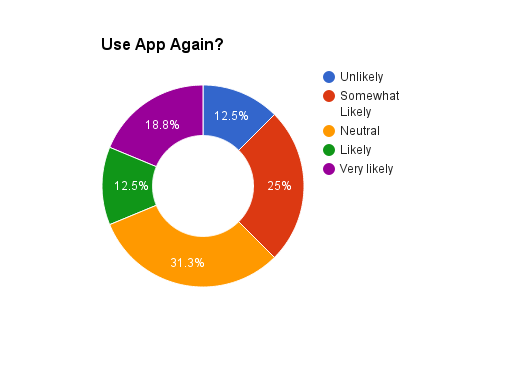 Use App Again?
Unlikely
Somewhat
Likely
Neutral
Likely
Very likely
12.5%
18.8%
12.5%
25%
31.3%